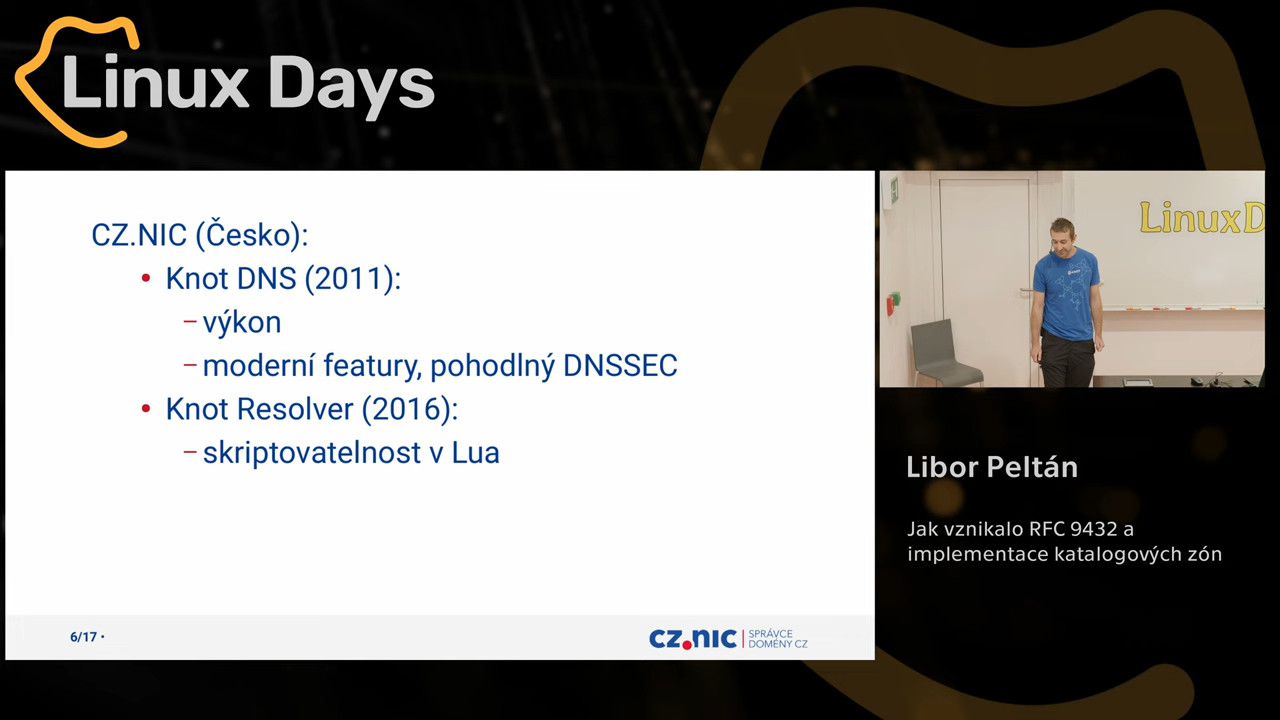 Linux Days
CZ.NIC (Česko):
• Knot DNS (2011):
– výkon
– moderní featury, pohodlný DNSSEC
• Knot Resolver (2016):
– skriptovatelnost v Lua
6/17 •
cz.nic | SPRÁVCE
DOMÉNY CZ
LinuxD
Libor Peltán
Jak vznikalo RFC 9432 a
implementace katalogových zón